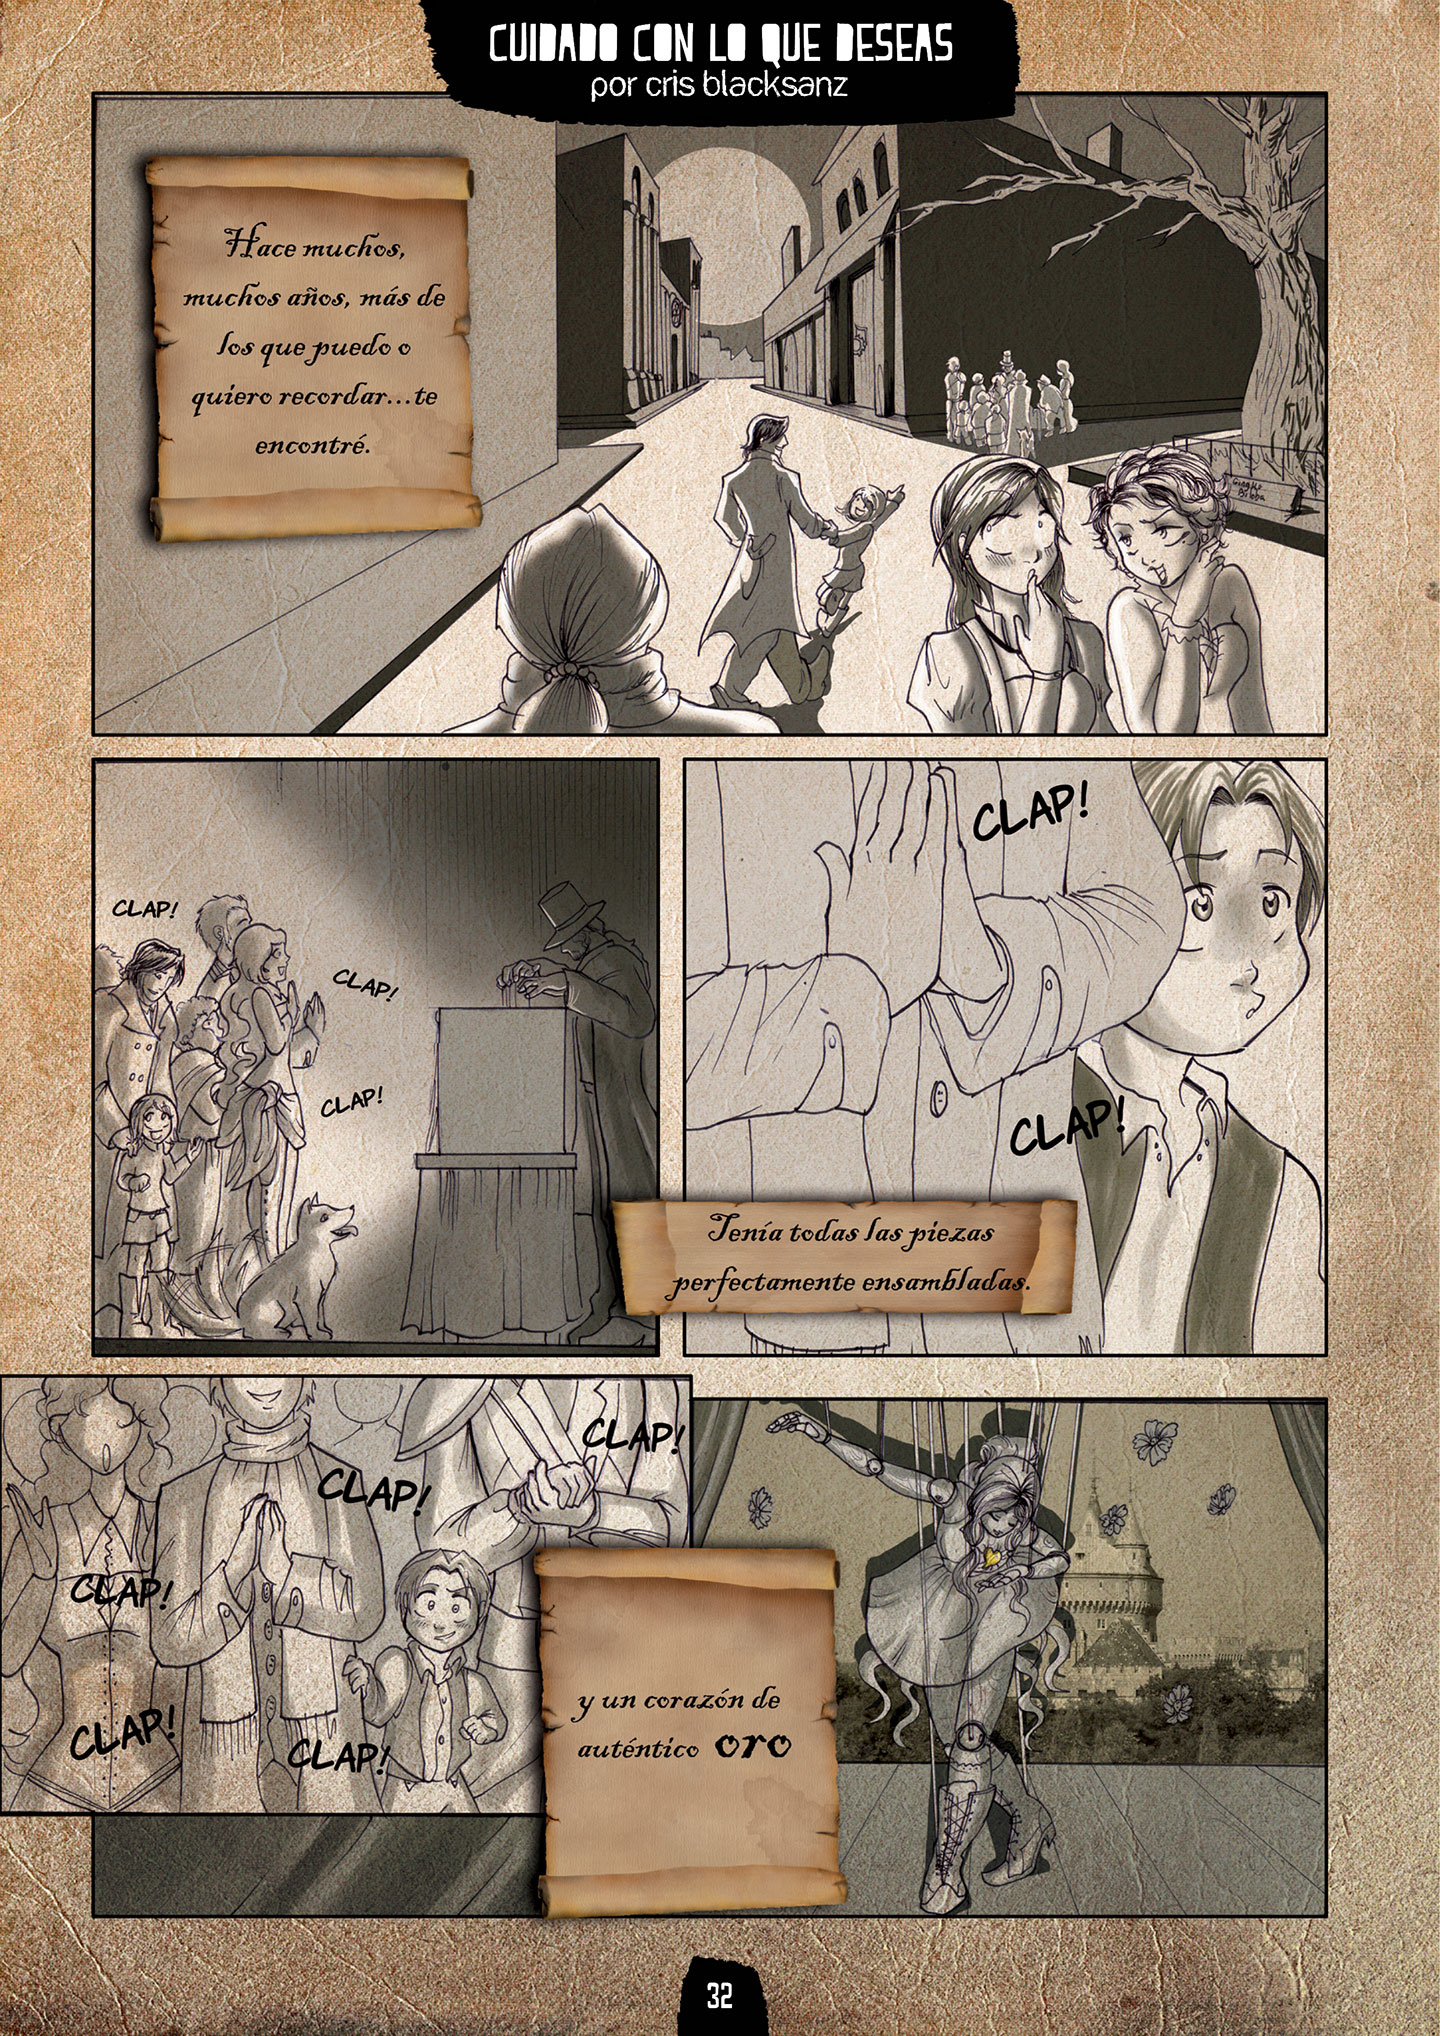 CUIDADO CON LO QUE DESEAS
por cris blacksanz
Hace muchos,
muchos años, más de
los que puedo o
quiero recordar...te
encontré.
Biloba
CLAP!
CLAP!
CLAP!
CLAP!
CLAP!
Tenía todas las piezas
perfectamente ensambladas.
CLAP!
CLAP!
CLAP!
CLAP!
CLAP!
y un corazón de
auténtico oro
32